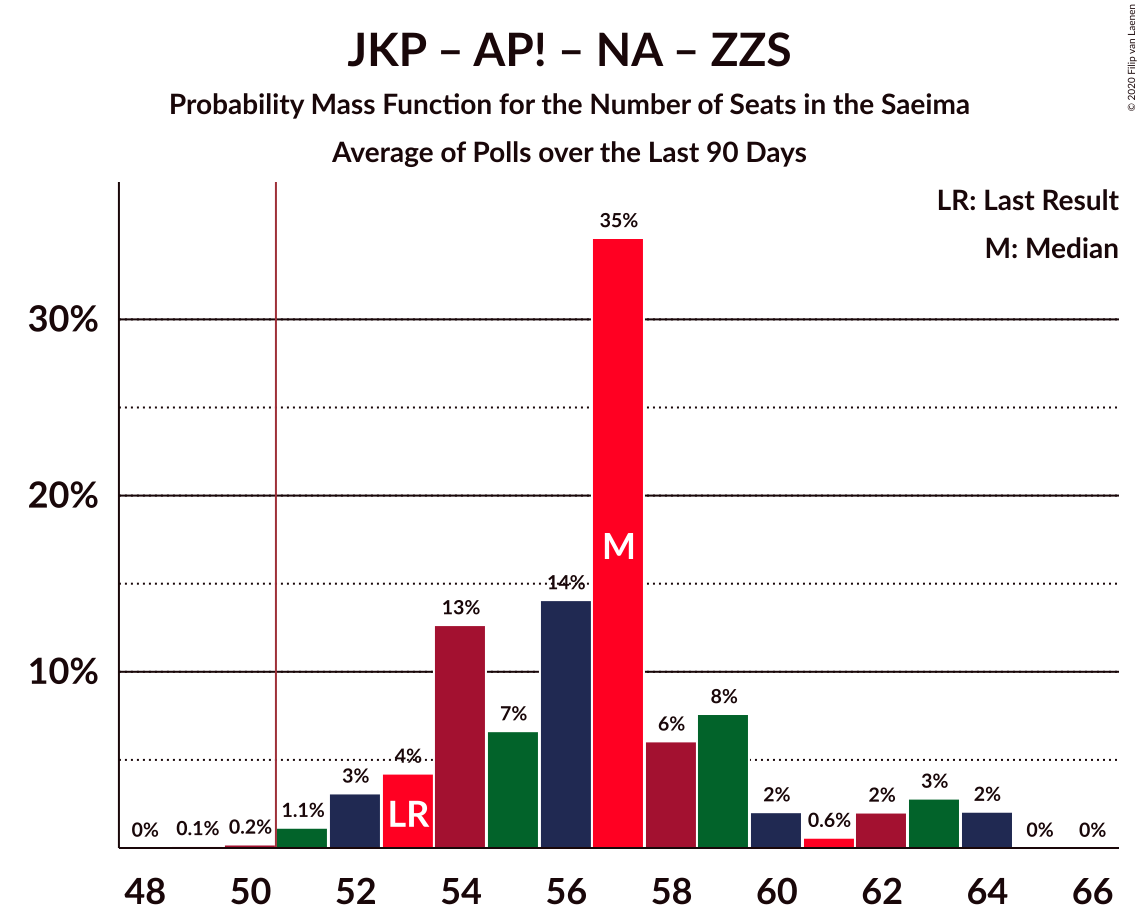 JKP – AP! – NA – ZZS
Probability Mass Function for the Number of Seats in the Saeima
Average of Polls over the Last 90 Days
© 2020 Filip van Laenen
LR: Last Result
M: Median
30%
20%
10%
0%
0.1%
0.2%
1.1%
3%
4%
13%
7%
14%
35%
6%
8%
2%
0.6%
2%
3%
2%
0%
0%
LR
M
48 50 52 54 56 58 60 62 64 66